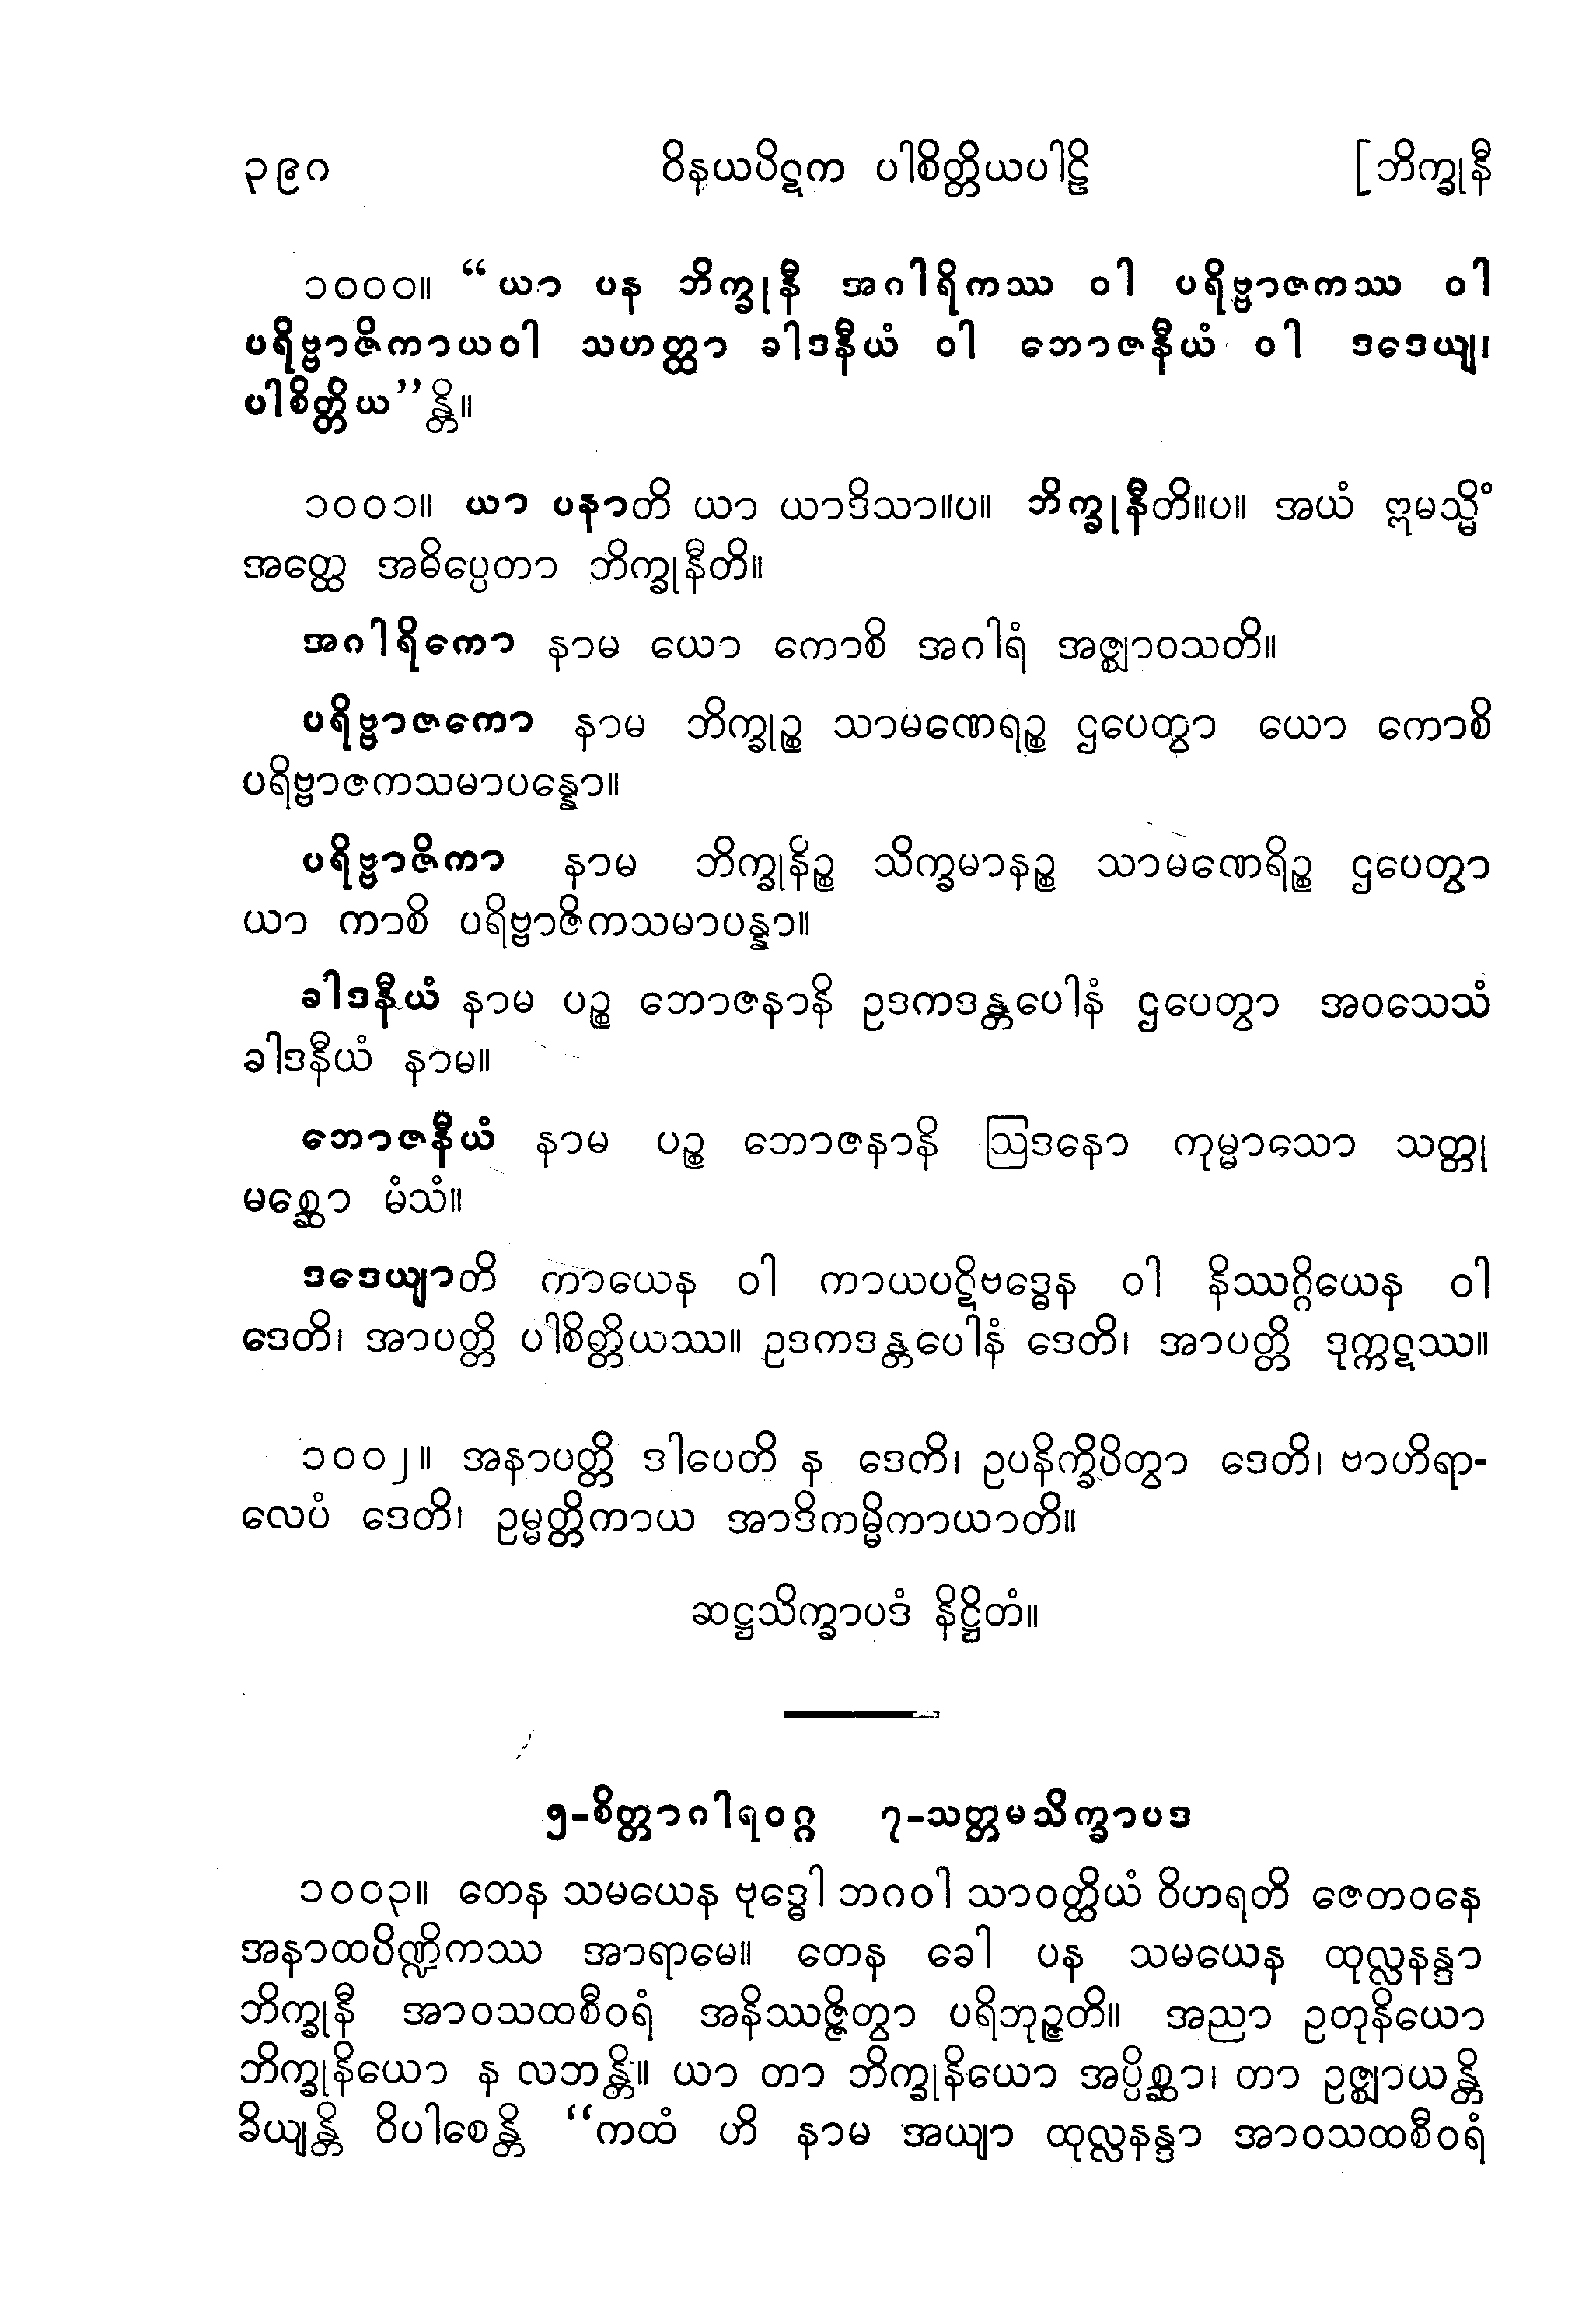 ၃၉၀ ဝိနယပိဋက ပါစိတ္တိယပါဠိ [ဘိက္ခုနီ
၁၀၀၀။ “ယာ ပန ဘိက္ခုနီ အဂါရိကဿ ဝါ ပရိဗ္ဗာဇကဿ ဝါ
ပရိဗ္ဗာဇိကာယဝါ သဟတ္ထာ ခါဒနီယံ ဝါ ဘောဇနီယံ ဝါ ဒဒေယျ၊
ပါစိတ္တိယ”န္တိ။
၁၀၀၁။ ယာ ပနာတိ ယာ ယာဒိသာ။ပ။ ဘိက္ခုနီတိ။ပ။ အယံ ဣမသ္မိံ
အတ္ထေ အဓိပ္ပေတာ ဘိက္ခုနီတိ။
အဂါရိကော နာမ ယော ကောစိ အဂါရံ အဇ္ဈာဝသတိ။
ပရိဗ္ဗာဇကော နာမ ဘိက္ခုဉ္စ သာမဏေရဉ္စ ဌပေတွာ ယော ကောစိ
ပရိဗ္ဗာဇကသမာပန္နော။
ပရိဗ္ဗာဇိကာ နာမ ဘိက္ခုနိဉ္စ သိက္ခမာနဉ္စ သာမဏေရိဉ္စ ဌပေတွာ
ယာ ကာစိ ပရိဗ္ဗာဇိကသမာပန္နာ။
ခါဒနီယံ နာမ ပဉ္စ ဘောဇနာနိ ဥဒကဒန္တပေါနံ ဌပေတွာ အဝသေသံ
ခါဒနီယံ နာမ။
ဘောဇနီယံ နာမ ပဉ္စ ဘောဇနာနိ ဩဒနော ကုမ္မာသော သတ္တု
မစ္ဆော မံသံ။
ဒဒေယျာတိ ကာယေန ဝါ ကာယပဋိဗဒ္ဓေန ဝါ နိဿဂ္ဂိယေန ဝါ
ဒေတိ၊ အာပတ္တိ ပါစိတ္တိယဿ။ ဥဒကဒန္တပေါနံ ဒေတိ၊ အာပတ္တိ ဒုက္ကဋဿ။
၁၀၀၂။ အနာပတ္တိ ဒါပေတိ န ဒေတိ၊ ဥပနိက္ခိပိတွာ ဒေတိ၊ ဗာဟိရာ-
လေပံ ဒေတိ၊ ဥမ္မတ္တိကာယ အာဒိကမ္မိကာယာတိ။
ဆဋ္ဌသိက္ခာပဒံ နိဋ္ဌိတံ။
၅-စိတ္တာဂါရဝဂ္ဂ ၇-သတ္တမသိက္ခာပဒ
၁၀၀၃။ တေန သမယေန ဗုဒ္ဓေါ ဘဂဝါ သာဝတ္ထိယံ ဝိဟရတိ ဇေတဝနေ
အနာထပိဏ္ဍိကဿ အာရာမေ။ တေန ခေါ ပန သမယေန ထုလ္လနန္ဒာ
ဘိက္ခုနီ အာဝသထစီဝရံ အနိဿဇ္ဇိတွာ ပရိဘုဉ္ဇတိ။ အညာ ဥတုနိယော
ဘိက္ခုနိယော န လဘန္တိ။ ယာ တာ ဘိက္ခုနိယော အပ္ပိစ္ဆာ၊ တာ ဥဇ္ဈာယန္တိ
ခိယျန္တိ ဝိပါစေန္တိ “ကထံ ဟိ နာမ အယျာ ထုလ္လနန္ဒာ အာဝသထစီဝရံ